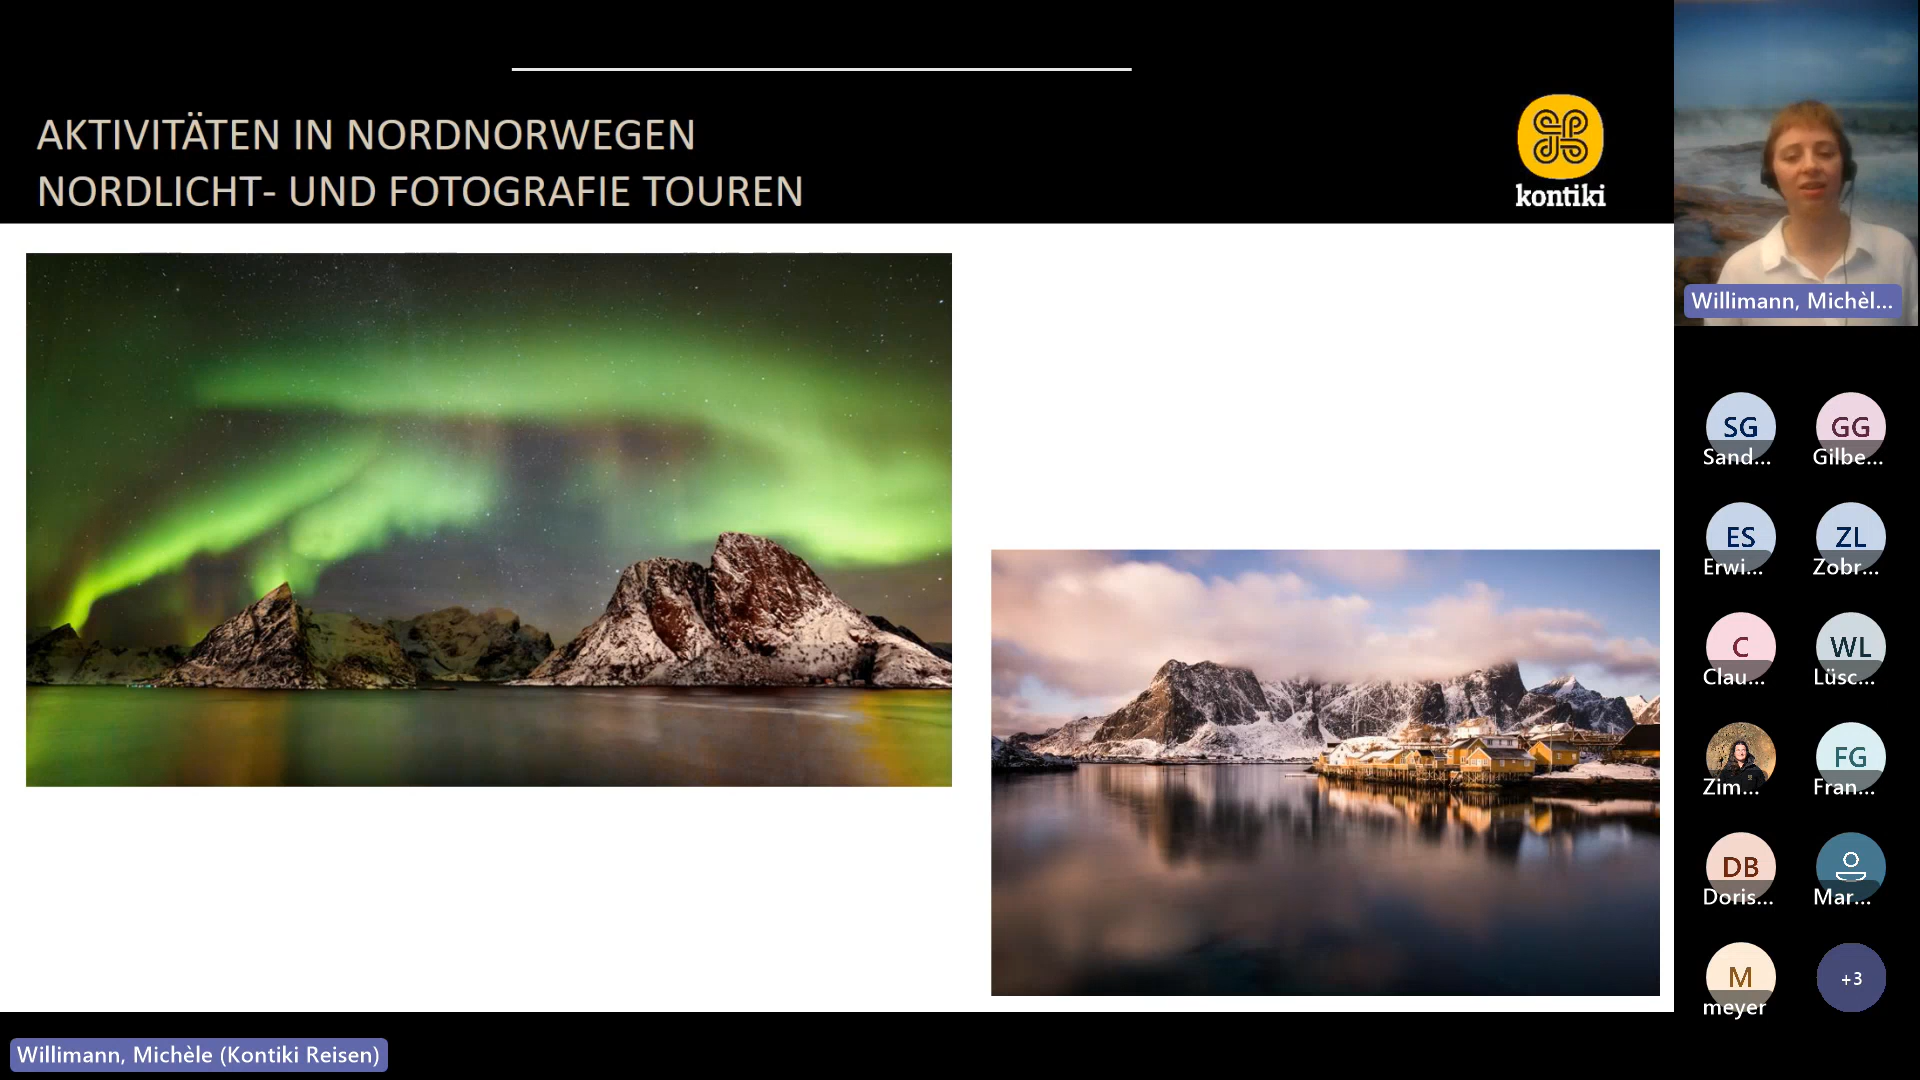 AKTIVITÄTEN IN NORDNORWEGEN
NORDLICHT- UND FOTOGRAFIE TOUREN
kontiki
Willimann, Michèl...
SG
Sand...
GG
Gilbe...
ES
Erwi...
ZL
Zobr...
C
Clau...
WL
Lüsc...
Zim...
FG
Fran...
DB
Doris...
Mar...
M
meyer
+3
Willimann, Michèle (Kontiki Reisen)